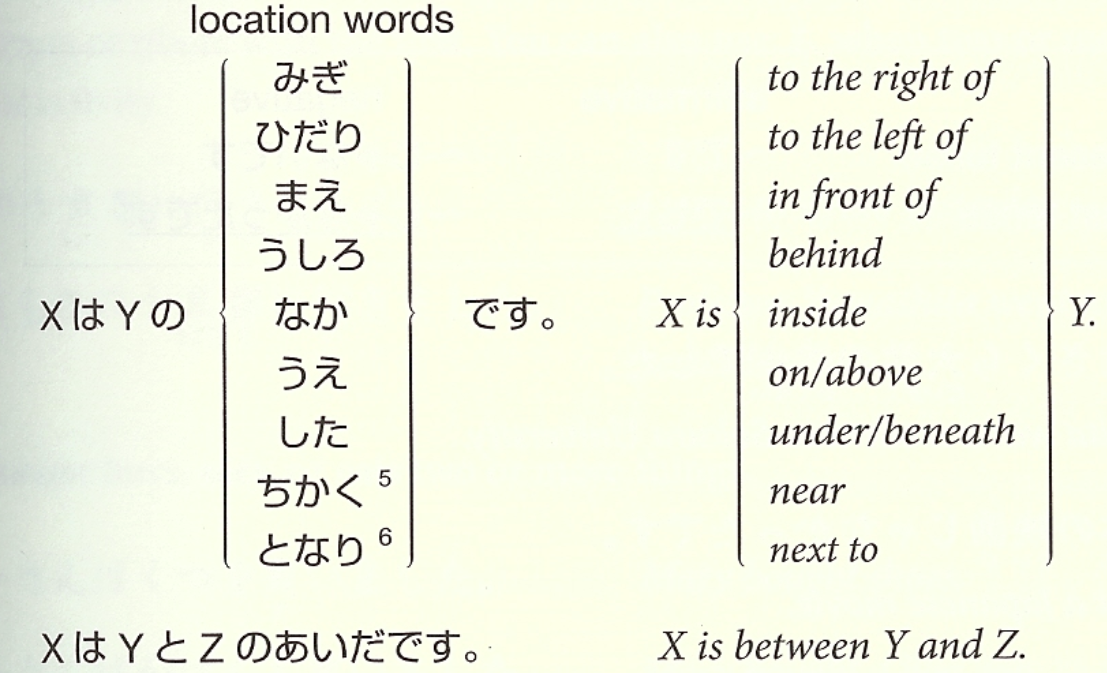 location words
みぎ to the right of
ひだり to the left of
まえ in front of
うしろ behind
XはYの なか です。 X is inside Y.
うえ on/above
した under/beneath
ちかく 5 near
となり 6 next to
XはYとZのあいだです。 X is between Y and Z.